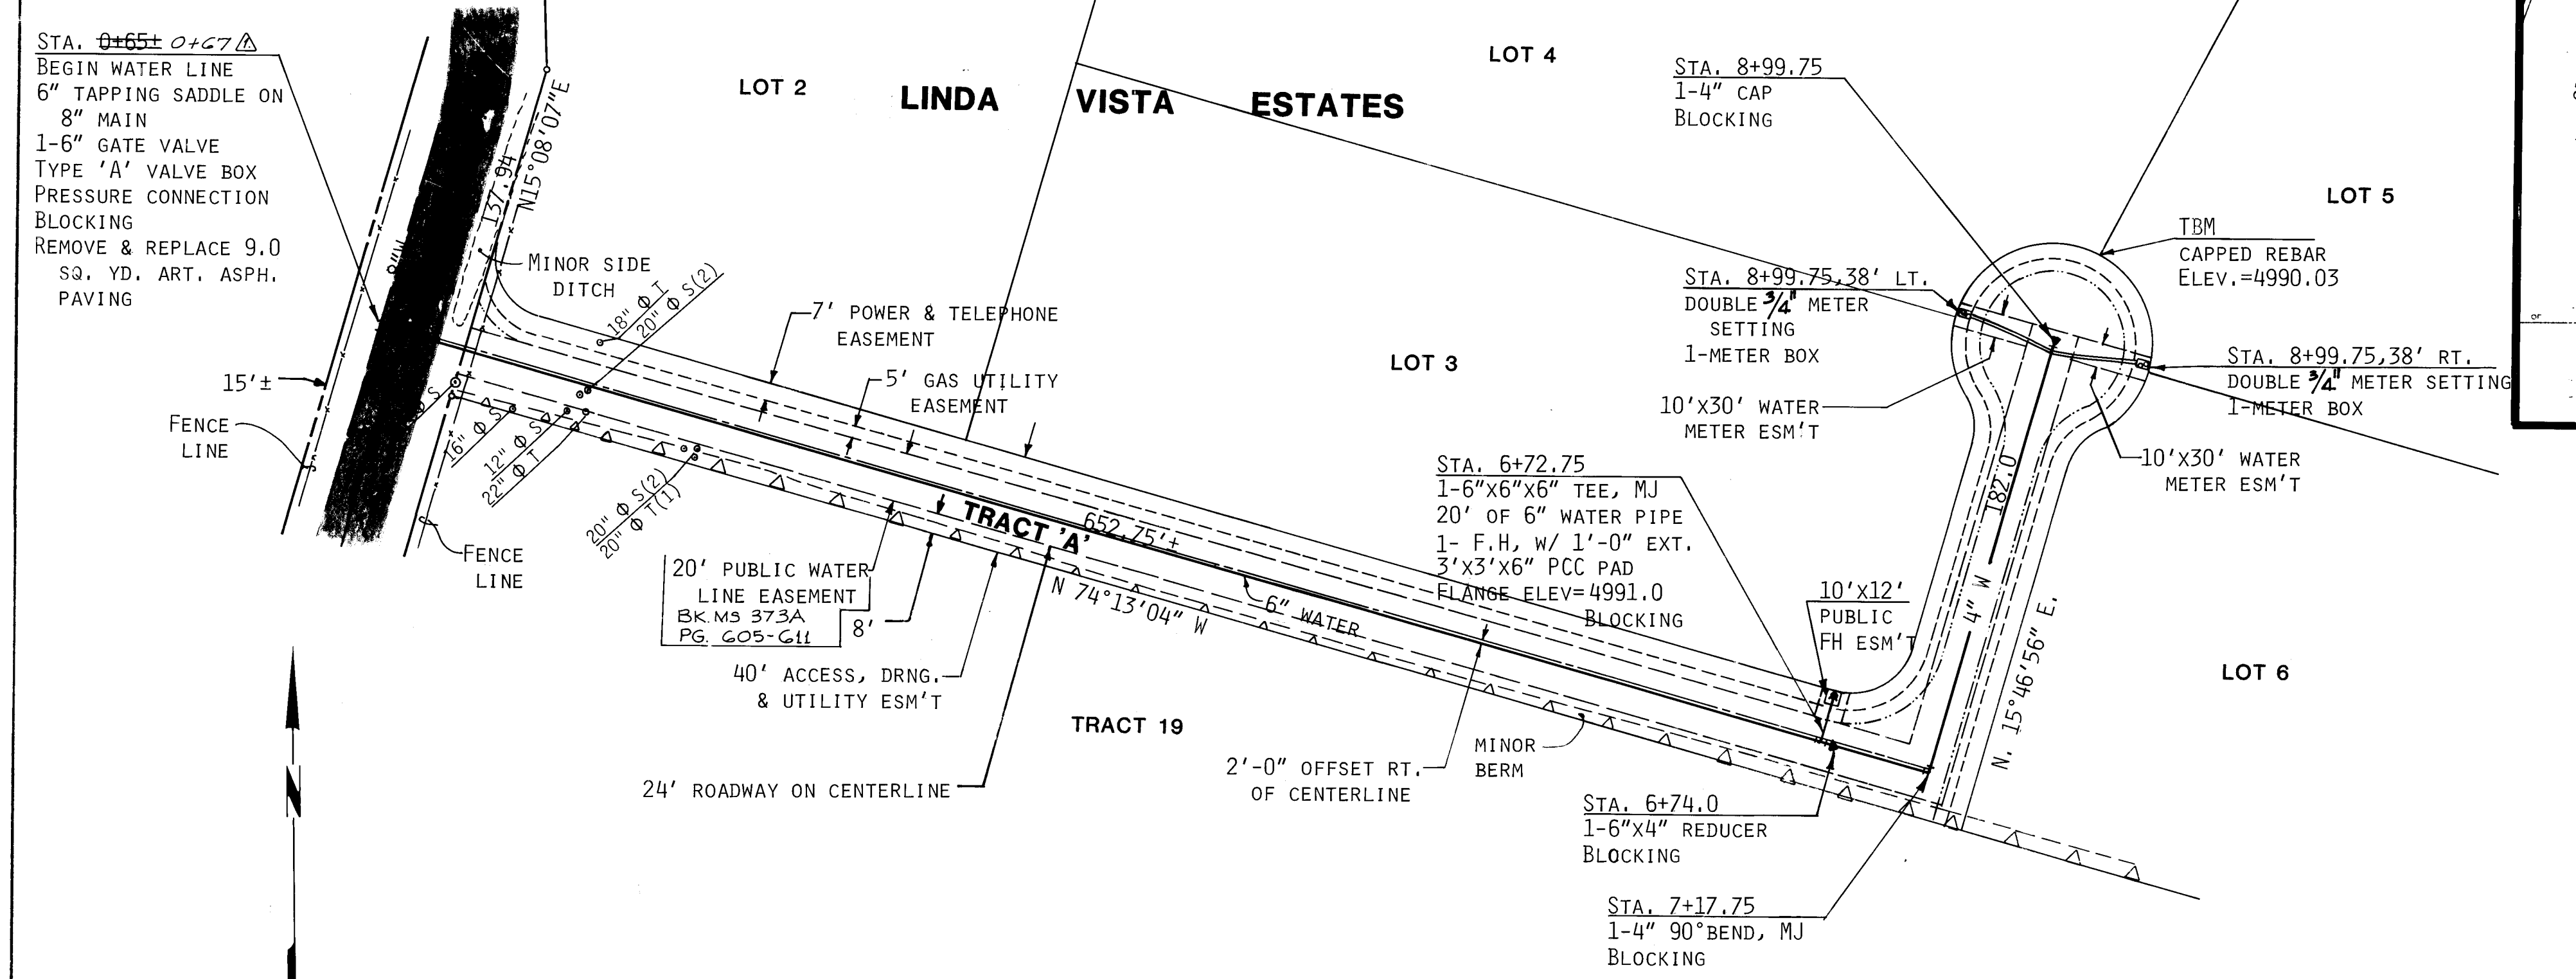 STA. 0+65± 0+67 1
BEGIN WATER LINE
6" TAPPING SADDLE ON
8" MAIN
1-6" GATE VALVE
TYPE 'A' VALVE BOX
PRESSURE CONNECTION
BLOCKING
REMOVE & REPLACE 9.0
SQ. YD. ART. ASPH.
PAVING
137.94
N15°08'07"E
8"W
LOT 2
LINDA VISTA ESTATES
LOT 4
STA. 8+99.75
1-4" CAP
BLOCKING
LOT 5
TBM
CAPPED REBAR
ELEV.=4990.03
or
MINOR SIDE
DITCH
18" Φ T
20" Φ S(2)
7' POWER & TELEPHONE
EASEMENT
5' GAS UTILITY
EASEMENT
LOT 3
STA. 8+99.75,38' LT.
DOUBLE 3/4" METER
SETTING
1-METER BOX
10'X30' WATER
METER ESM'T
STA. 8+99.75,38' RT.
DOUBLE 3/4" METER SETTING
1-METER BOX
10'X30' WATER
METER ESM'T
15'±
FENCE
LINE
S
16" Φ S
12" Φ S
22" Φ T
20" Φ S(2)
20" Φ T(1)
FENCE
LINE
TRACT 'A'
652.75'±
N 74°13'04" W
6" WATER
STA. 6+72.75
1-6"X6"X6" TEE, MJ
20' OF 6" WATER PIPE
1- F.H, W/ 1'-0" EXT.
3'X3'X6" PCC PAD
FLANGE ELEV=4991.0
BLOCKING
10'X12'
PUBLIC
FH ESM'T
182.0
4" W
N. 15°46'56" E.
LOT 6
20' PUBLIC WATER
LINE EASEMENT
BK.MS 373A
PG. 605-611
8'
40' ACCESS, DRNG.
& UTILITY ESM'T
TRACT 19
24' ROADWAY ON CENTERLINE
2'-0" OFFSET RT.
OF CENTERLINE
MINOR
BERM
STA. 6+74.0
1-6"X4" REDUCER
BLOCKING
STA. 7+17.75
1-4" 90°BEND, MJ
BLOCKING
N